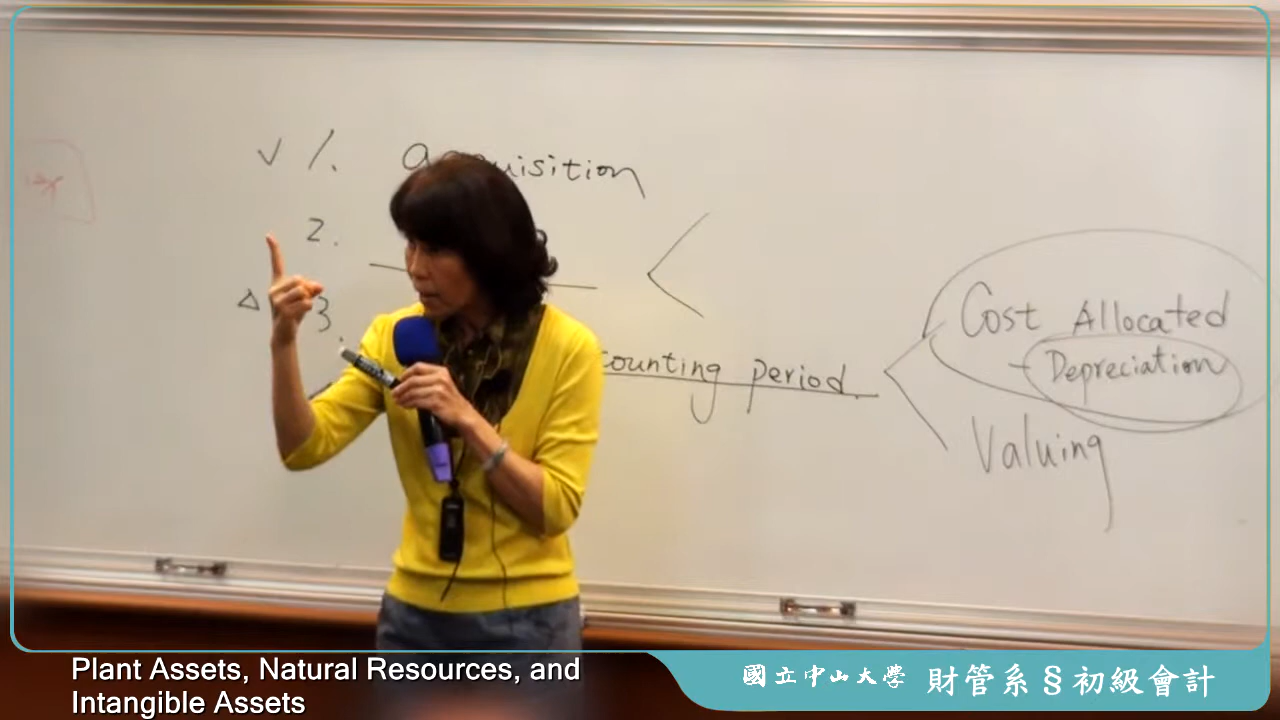 ✓ 1. acquisition
2.
△ 3. counting period.
Cost Allocated
- Depreciation
Valuing
Plant Assets, Natural Resources, and
Intangible Assets
國立中山大學 財管系§初級會計